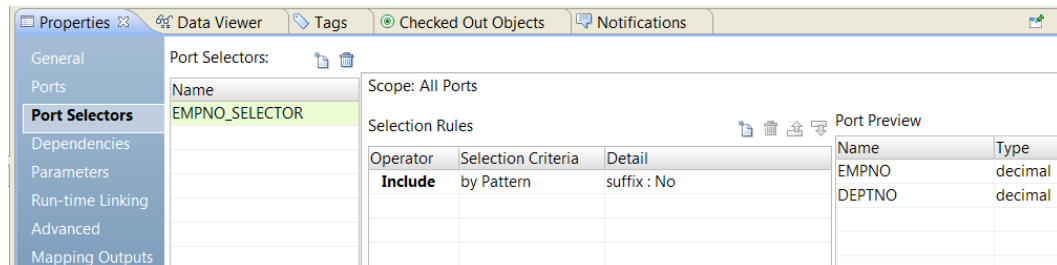 Properties Data Viewer Tags Checked Out Objects Notifications
General
Ports
Port Selectors
Dependencies
Parameters
Run-time Linking
Advanced
Mapping Outputs
Port Selectors:
Name
EMPNO_SELECTOR
Scope: All Ports
Selection Rules
Operator Selection Criteria Detail
Include by Pattern suffix : No
Port Preview
Name Type
EMPNO decimal
DEPTNO decimal